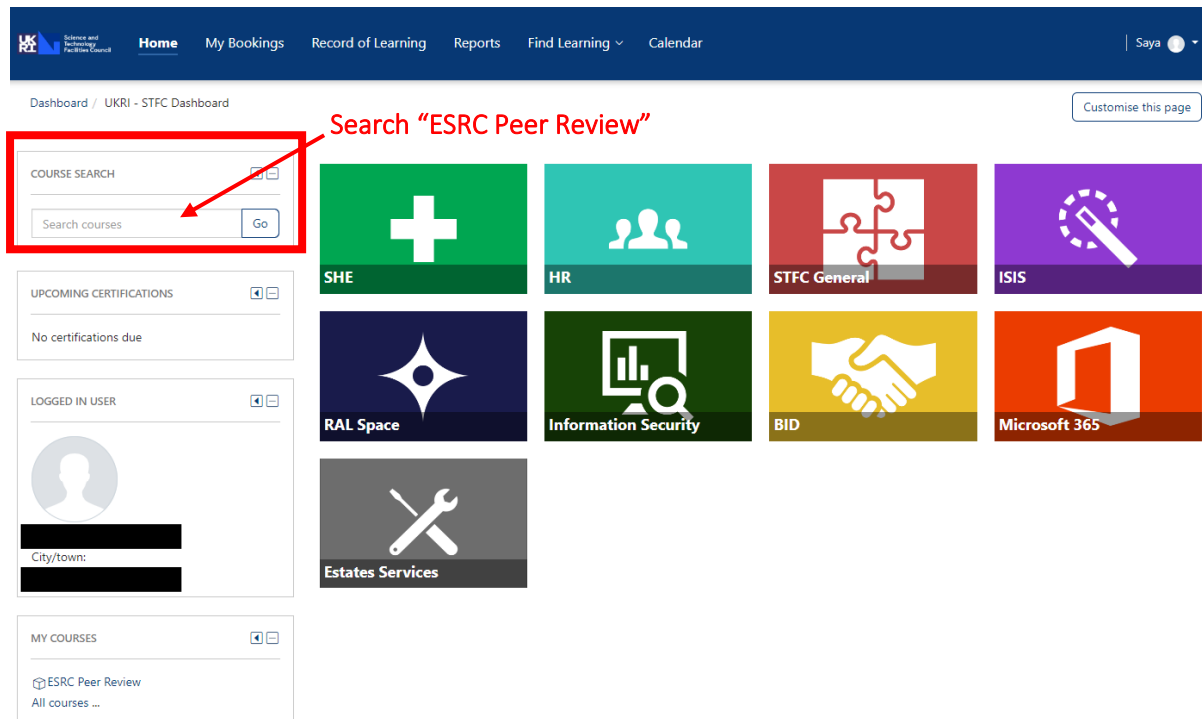 UK
RI
Science and
Technology
Facilities Council
Home
My Bookings
Record of Learning
Reports
Find Learning
Calendar
Saya
Dashboard / UKRI - STFC Dashboard
Customise this page
Search “ESRC Peer Review”
COURSE SEARCH
Search courses
Go
SHE
HR
STFC General
ISIS
UPCOMING CERTIFICATIONS
No certifications due
RAL Space
Information Security
BID
Microsoft 365
LOGGED IN USER
City/town:
Estates Services
MY COURSES
ESRC Peer Review
All courses ...